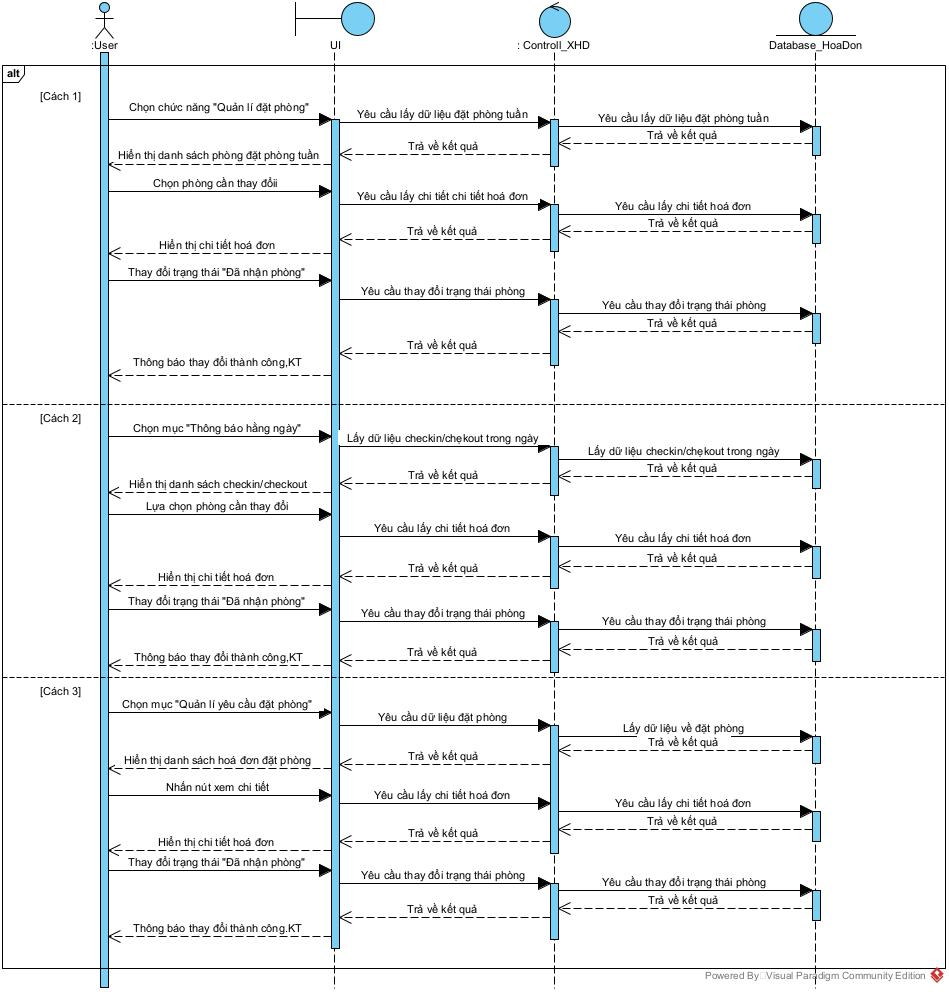 :User
UI
: Controll_XHD
Database_HoaDon
alt
[Cách 1]
Chọn chức năng "Quản lí đặt phòng"
Yêu cầu lấy dữ liệu đặt phòng tuần
Yêu cầu lấy dữ liệu đặt phòng tuần
Trả về kết quả
Trả về kết quả
Hiển thị danh sách phòng đặt phòng tuần
Chọn phòng cần thay đổii
Yêu cầu lấy chi tiết chi tiết hoá đơn
Yêu cầu lấy chi tiết hoá đơn
Trả về kết quả
Trả về kết quả
Hiển thị chi tiết hoá đơn
Thay đổi trạng thái "Đã nhận phòng"
Yêu cầu thay đổi trạng thái phòng
Yêu cầu thay đổi trạng thái phòng
Trả về kết quả
Trả về kết quả
Thông báo thay đổi thành công,KT
[Cách 2]
Chọn mục "Thông báo hằng ngày"
Lấy dữ liệu checkin/chẹkout trong ngày
Lấy dữ liệu checkin/chẹkout trong ngày
Trả về kết quả
Trả về kết quả
Hiển thị danh sách checkin/checkout
Lựa chọn phòng cần thay đổi
Yêu cầu lấy chi tiết hoá đơn
Yêu cầu lấy chi tiết hoá đơn
Trả về kết quả
Trả về kết quả
Hiển thị chi tiết hoá đơn
Thay đổi trạng thái "Đã nhận phòng"
Yêu cầu thay đổi trạng thái phòng
Yêu cầu thay đổi trạng thái phòng
Trả về kết quả
Trả về kết quả
Thông báo thay đổi thành công,KT
[Cách 3]
Chọn mục "Quản lí yêu cầu đặt phòng"
Yêu cầu dữ liệu đặt phòng
Lấy dữ liệu về đặt phòng
Trả về kết quả
Trả về kết quả
Hiển thị danh sách hoá đơn đặt phòng
Nhấn nút xem chi tiết
Yêu cầu lấy chi tiết hoá đơn
Yêu cầu lấy chi tiết hoá đơn
Trả về kết quả
Trả về kết quả
Hiển thị chi tiết hoá đơn
Thay đổi trạng thái "Đã nhận phòng"
Yêu cầu thay đổi trạng thái phòng
Yêu cầu thay đổi trạng thái phòng
Trả về kết quả
Trả về kết quả
Thông báo thay đổi thành công.KT
Powered By Visual Paradigm Community Edition